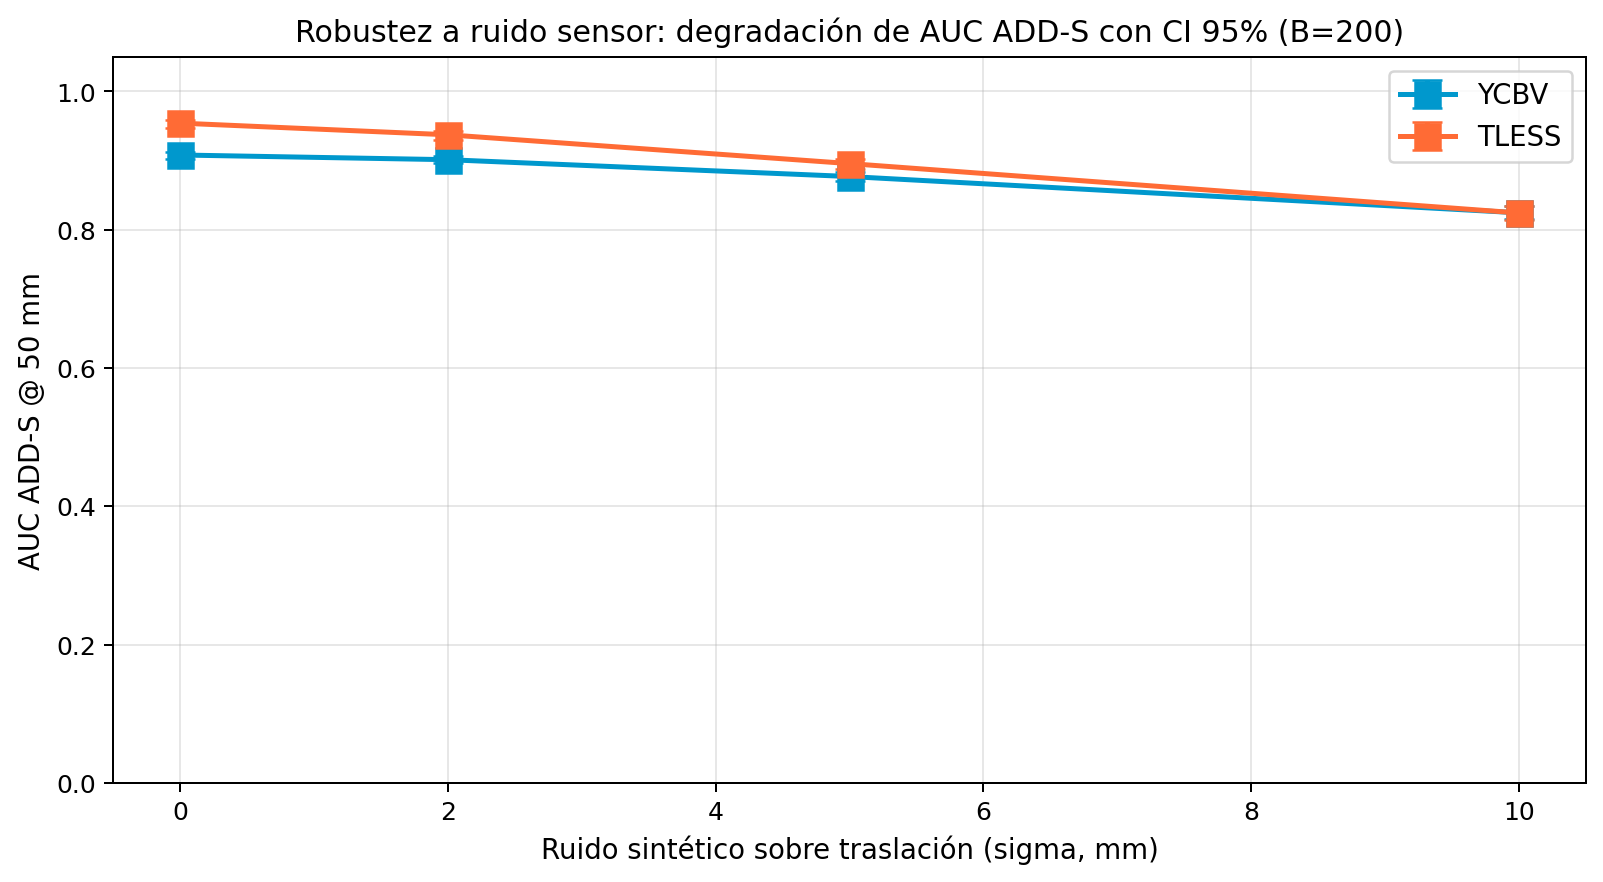 Robustez a ruido sensor: degradación de AUC ADD-S con CI 95% (B=200)
YCBV
TLESS
AUC ADD-S @ 50 mm
1.0
0.8
0.6
0.4
0.2
0.0
0 2 4 6 8 10
Ruido sintético sobre traslación (sigma, mm)